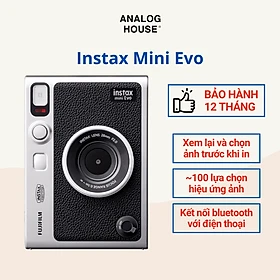 ANALOG
HOUSE
Instax Mini Evo
BẢO HÀNH
12 THÁNG
instax
mini Evo
Xem lại và chọn
ảnh trước khi in
~100 lựa chọn
hiệu ứng ảnh
Kết nối bluetooth
với điện thoại
FUJIFILM